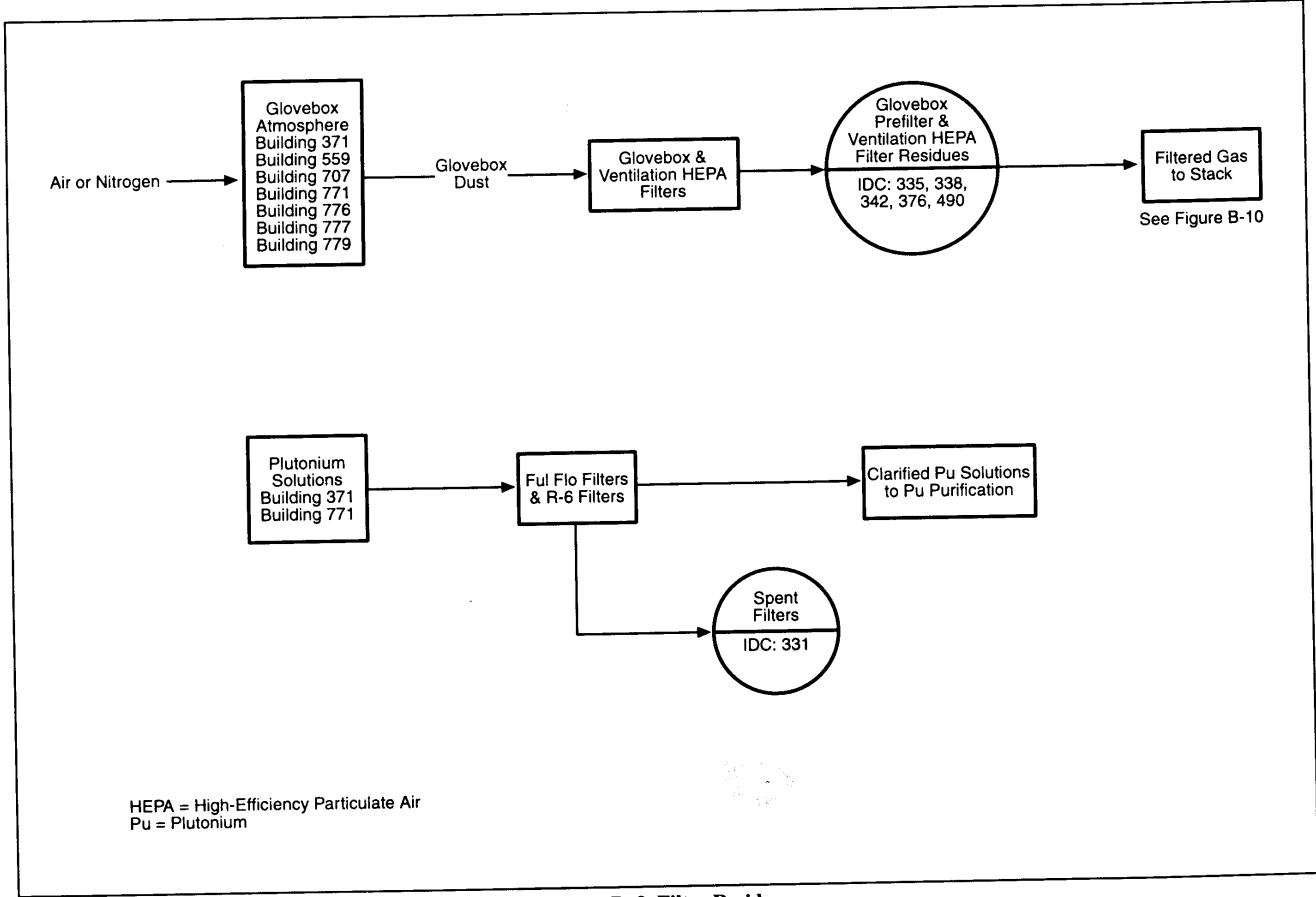 Air or Nitrogen
Glovebox
Atmosphere
Building 371
Building 559
Building 707
Building 771
Building 776
Building 777
Building 779
Glovebox
Dust
Glovebox &
Ventilation HEPA
Filters
Glovebox
Prefilter &
Ventilation HEPA
Filter Residues
IDC: 335, 338,
342, 376, 490
Filtered Gas
to Stack
See Figure B-10
Plutonium
Solutions
Building 371
Building 771
Ful Flo Filters
& R-6 Filters
Clarified Pu Solutions
to Pu Purification
Spent
Filters
IDC: 331
HEPA = High-Efficiency Particulate Air
Pu = Plutonium